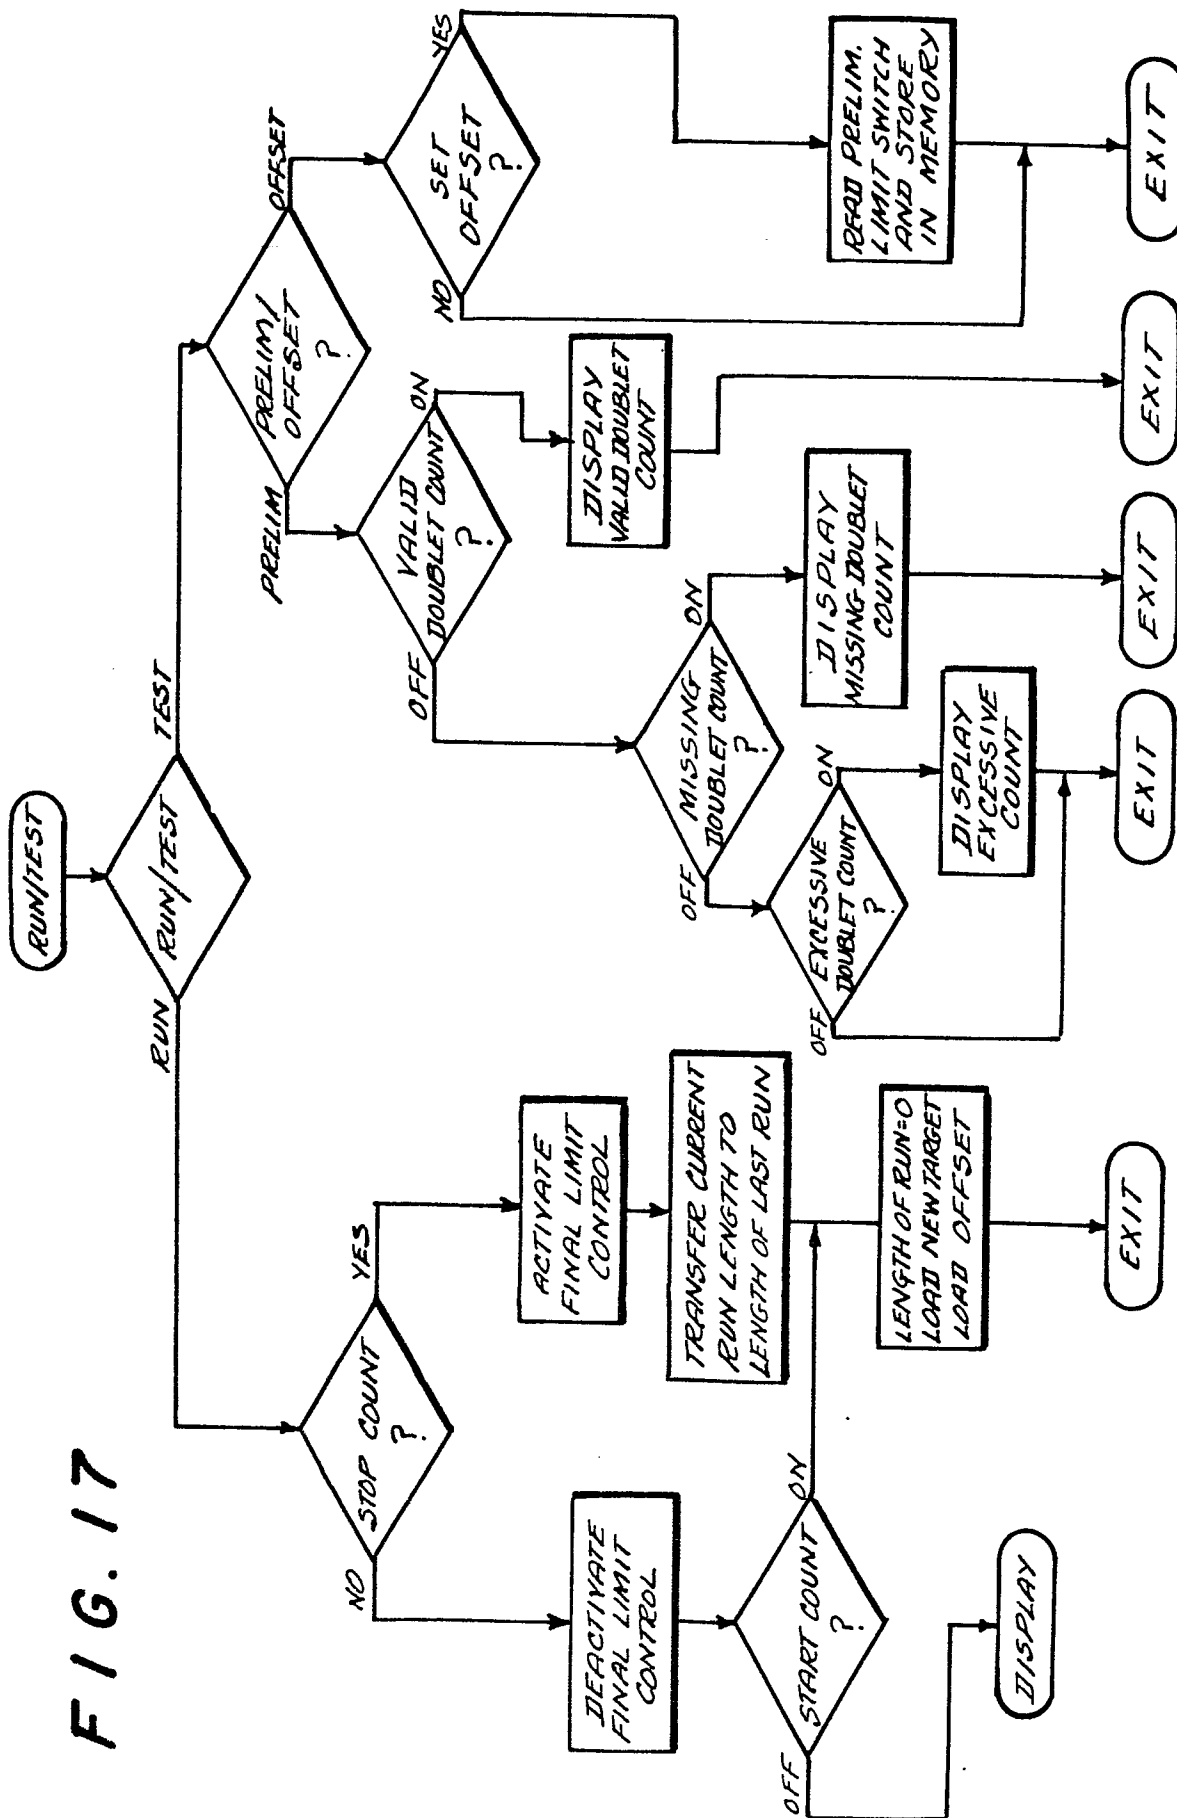 FIG. 17
RUN/TEST
RUN/TEST
RUN
TEST
STOP COUNT
?
NO
YES
DEACTIVATE
FINAL LIMIT
CONTROL
ACTIVATE
FINAL LIMIT
CONTROL
TRANSFER CURRENT
RUN LENGTH TO
LENGTH OF LAST RUN
START COUNT
?
OFF
ON
LENGTH OF RUN=0
LOAD NEW TARGET
LOAD OFFSET
DISPLAY
EXIT
PRELIM/
OFFSET
?
PRELIM
OFFSET
VALID
DOUBLET COUNT
?
OFF
ON
DISPLAY
VALID DOUBLET
COUNT
MISSING
DOUBLET COUNT
?
OFF
ON
DISPLAY
MISSING DOUBLET
COUNT
EXCESSIVE
DOUBLET COUNT
?
OFF
ON
DISPLAY
EXCESSIVE
COUNT
EXIT
EXIT
EXIT
SET
OFFSET
?
NO
YES
READ PRELIM.
LIMIT SWITCH
AND STORE
IN MEMORY
EXIT